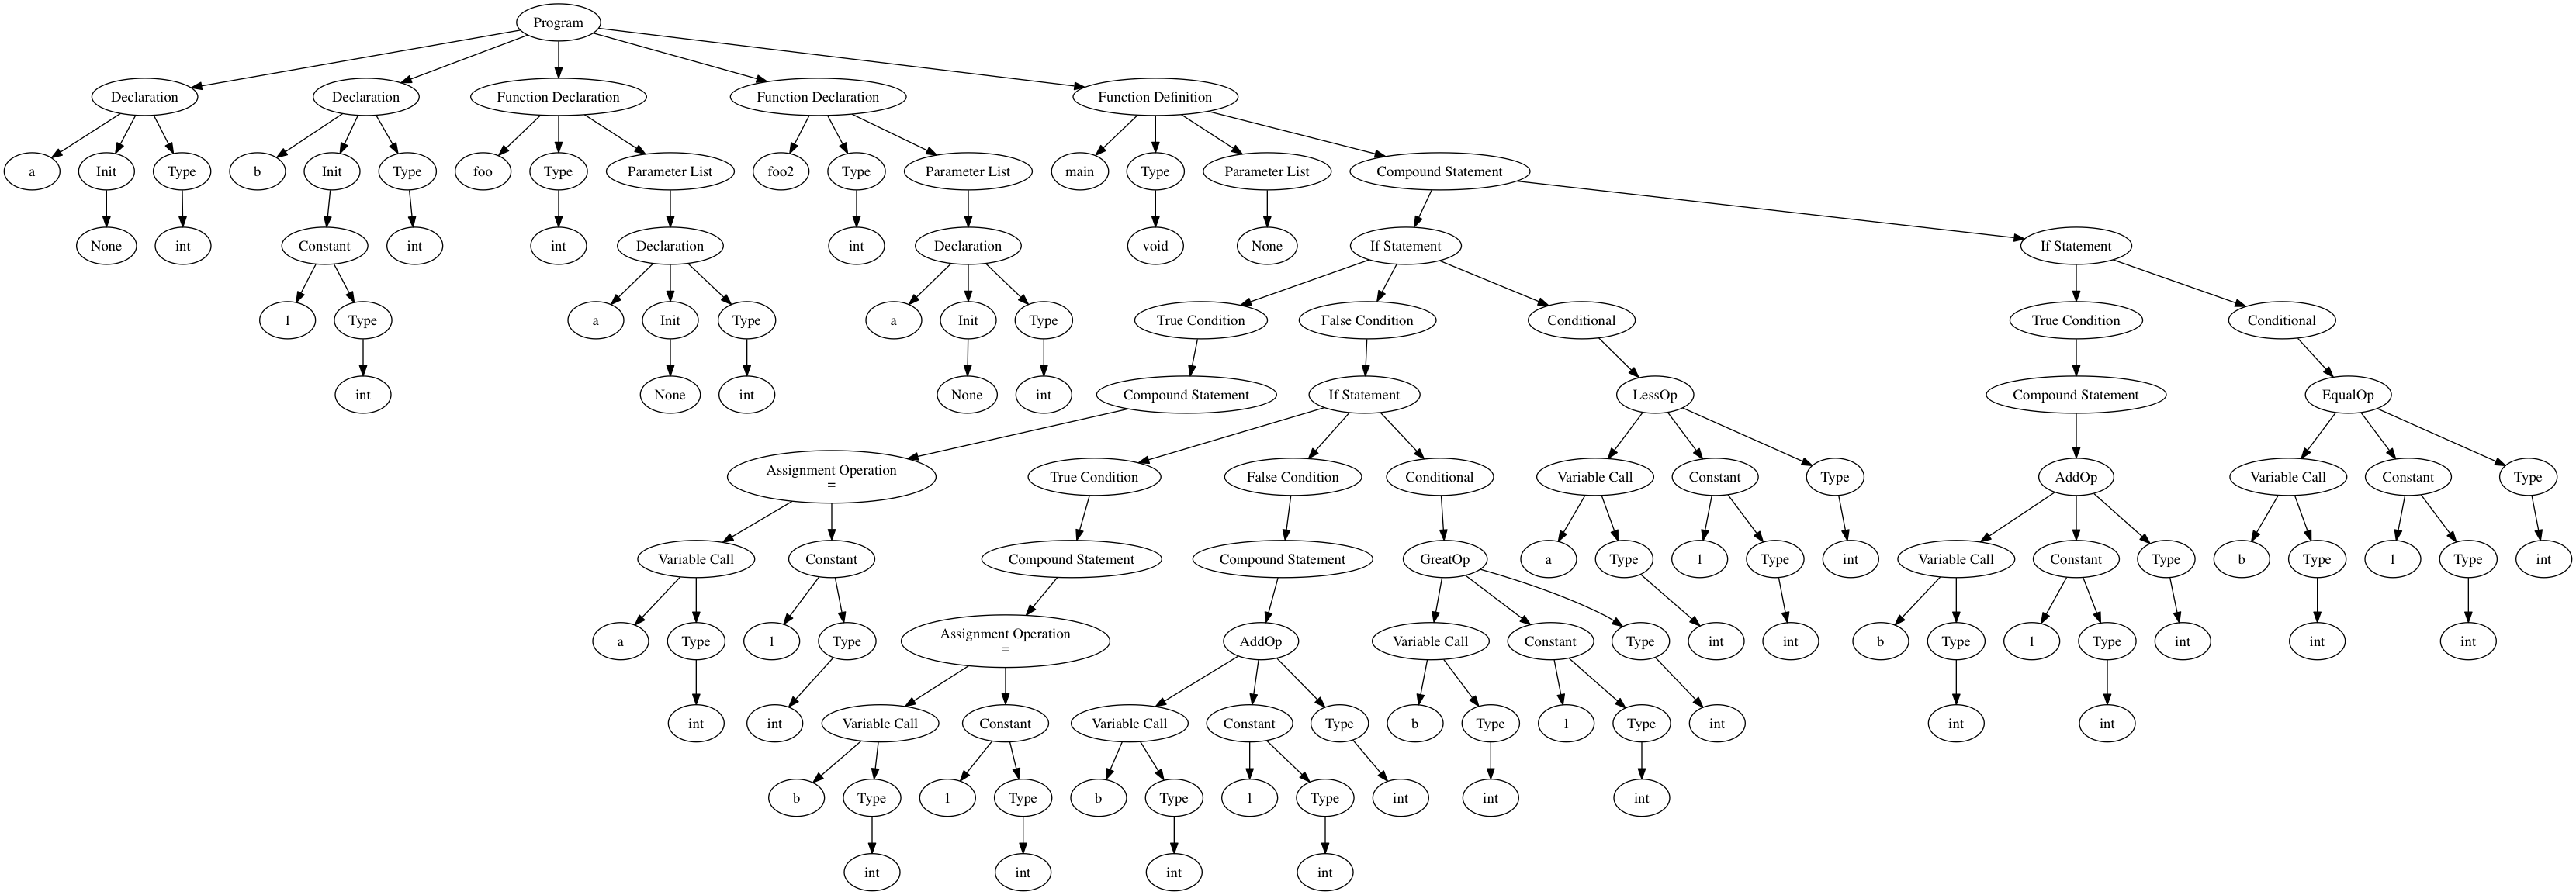 Program
Declaration
Declaration
Function Declaration
Function Declaration
Function Definition
a
Init
Type
b
Init
Type
foo
Type
Parameter List
foo2
Type
Parameter List
main
Type
Parameter List
Compound Statement
None
int
Constant
int
int
Declaration
int
Declaration
void
None
If Statement
If Statement
1
Type
a
Init
Type
a
Init
Type
True Condition
False Condition
Conditional
True Condition
Conditional
int
None
int
None
int
Compound Statement
If Statement
LessOp
Compound Statement
EqualOp
Assignment Operation
=
True Condition
False Condition
Conditional
Variable Call
Constant
Type
AddOp
Variable Call
Constant
Type
Variable Call
Constant
Compound Statement
Compound Statement
GreatOp
a
Type
1
Type
int
Variable Call
Constant
Type
b
Type
1
Type
int
a
Type
1
Type
Assignment Operation
=
AddOp
Variable Call
Constant
Type
int
int
b
Type
1
Type
int
int
int
int
int
Variable Call
Constant
Variable Call
Constant
Type
b
Type
1
Type
int
int
int
b
Type
1
Type
b
Type
1
Type
int
int
int
int
int
int
int